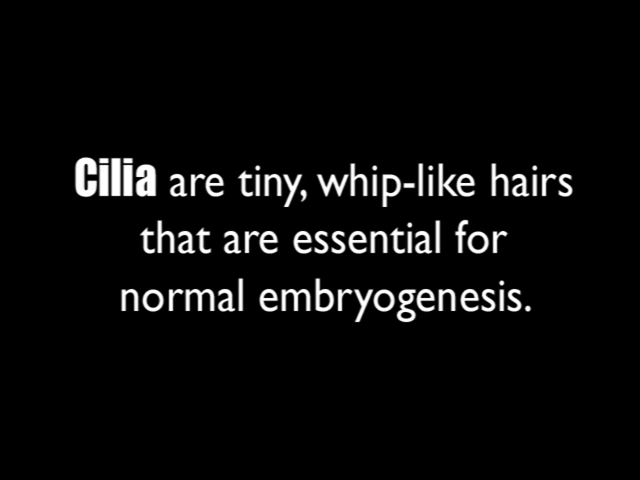 Cilia are tiny, whip-like hairs
that are essential for
normal embryogenesis.